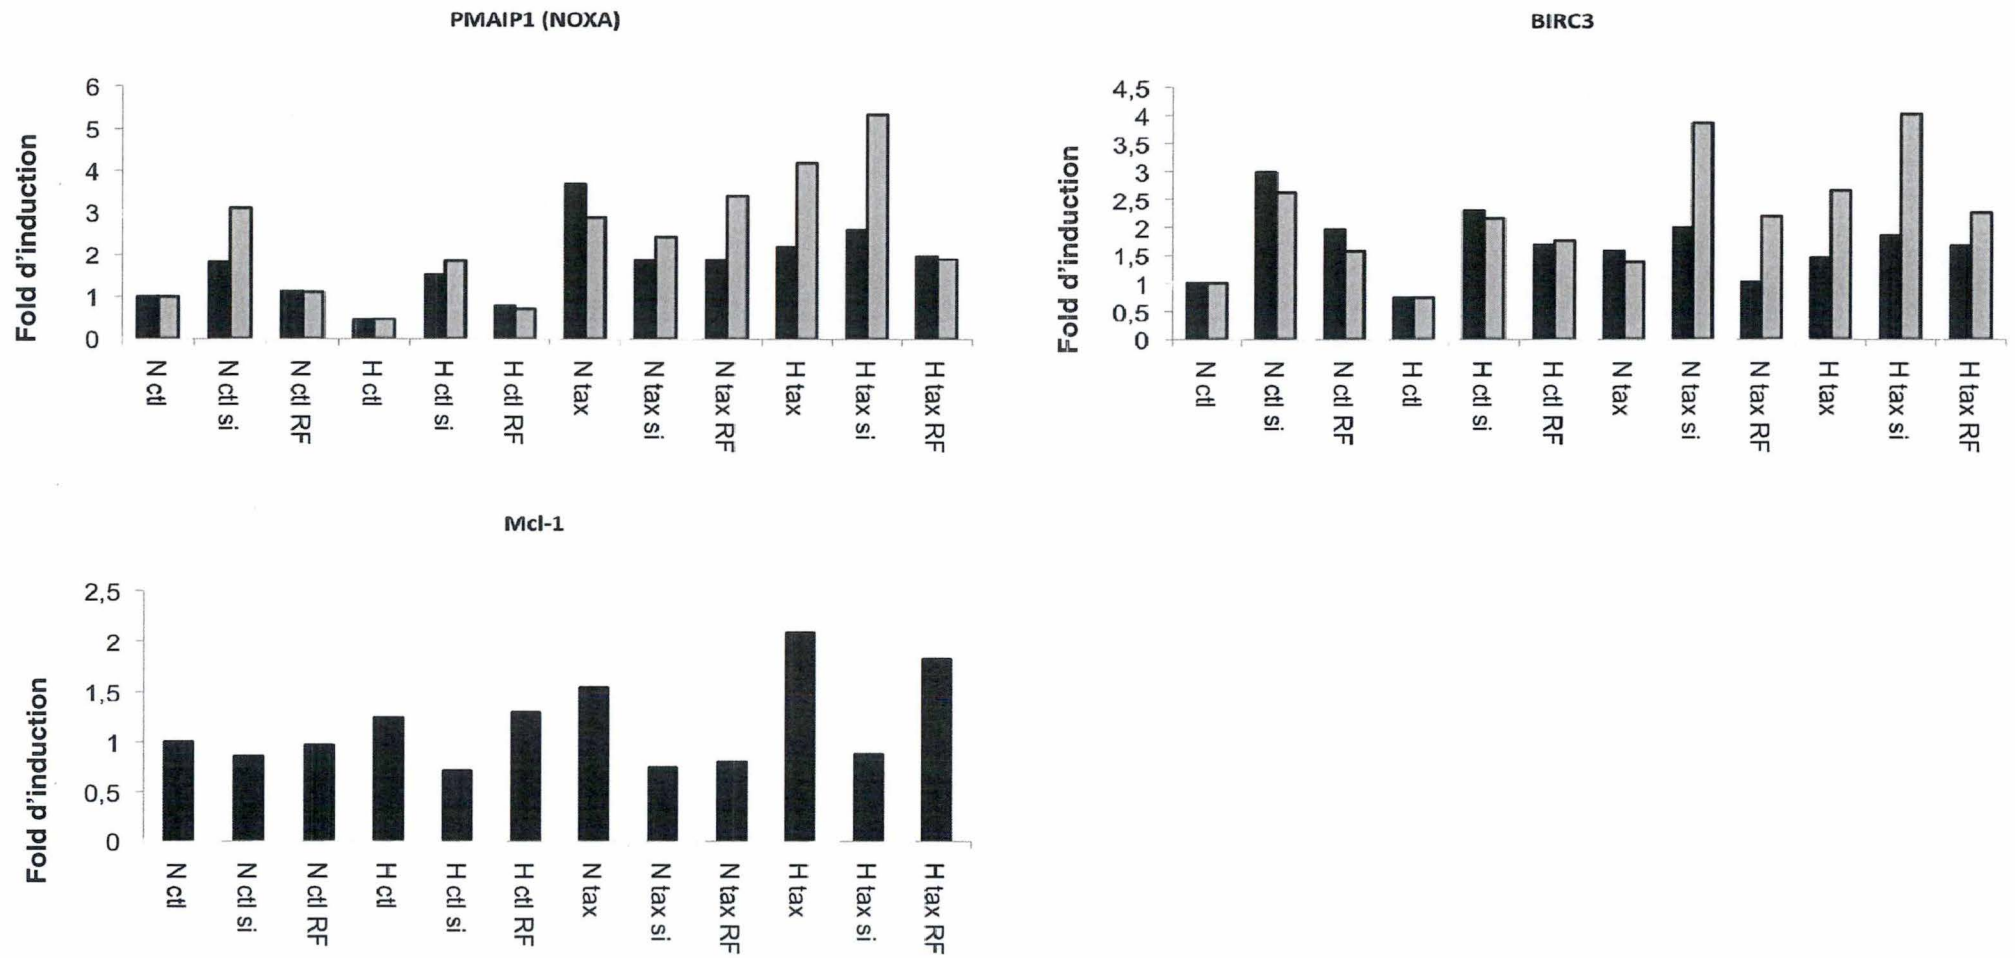 PMAIP1 (NOXA)
Fold d'induction
6
5
4
3
2
1
0
N ctl
N ctl si
N ctl RF
H ctl
H ctl si
H ctl RF
N tax
N tax si
N tax RF
H tax
H tax si
H tax RF
BIRC3
Fold d'induction
4,5
4
3,5
3
2,5
2
1,5
1
0,5
0
N ctl
N ctl si
N ctl RF
H ctl
H ctl si
H ctl RF
N tax
N tax si
N tax RF
H tax
H tax si
H tax RF
Mcl-1
Fold d'induction
2,5
2
1,5
1
0,5
0
N ctl
N ctl si
N ctl RF
H ctl
H ctl si
H ctl RF
N tax
N tax si
N tax RF
H tax
H tax si
H tax RF